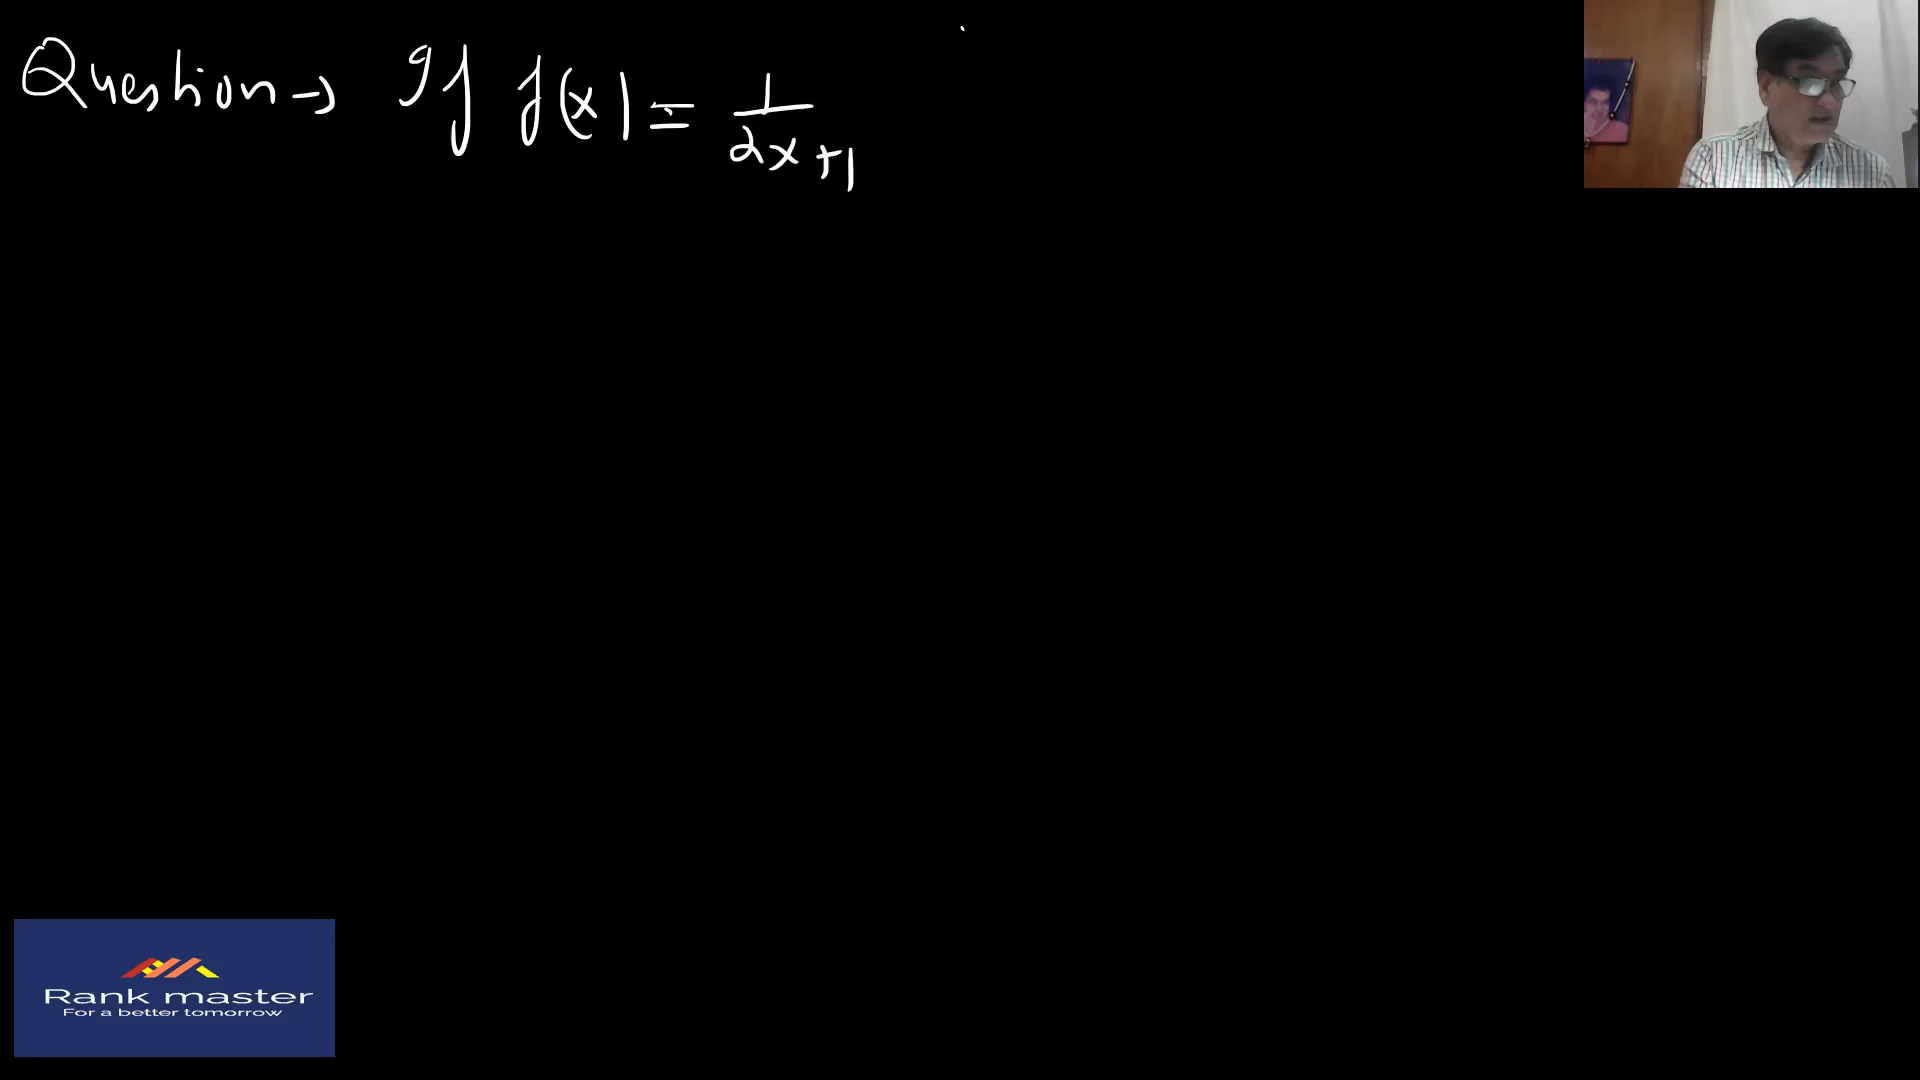 Question → If f(x) = 1/(2x+1)
Rank master
For a better tomorrow